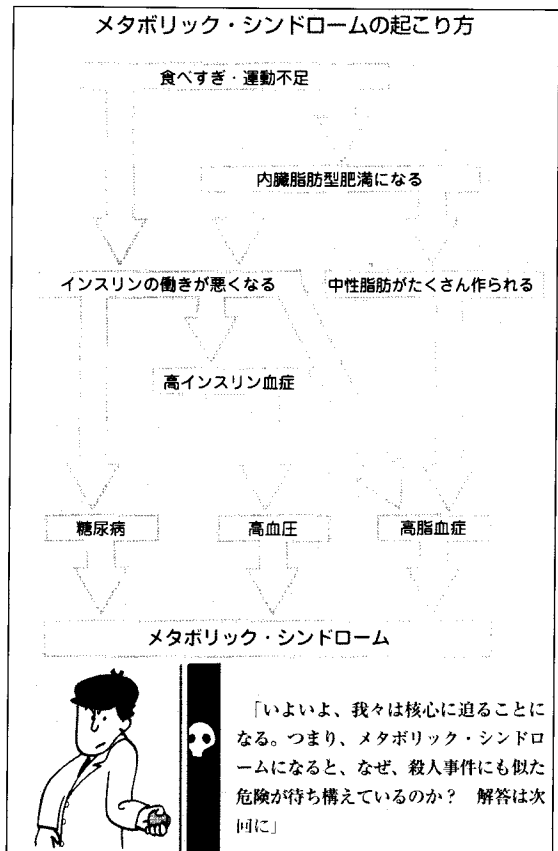 メタボリック・シンドロームの起こり方
食べすぎ・運動不足
内臓脂肪型肥満になる
インスリンの働きが悪くなる
中性脂肪がたくさん作られる
高インスリン血症
糖尿病
高血圧
高脂血症
メタボリック・シンドローム
「いよいよ、我々は核心に迫ることに
なる。つまり、メタボリック・シンドロ
ームになると、なぜ、殺人事件にも似た
危険が待ち構えているのか？　解答は次
回に」